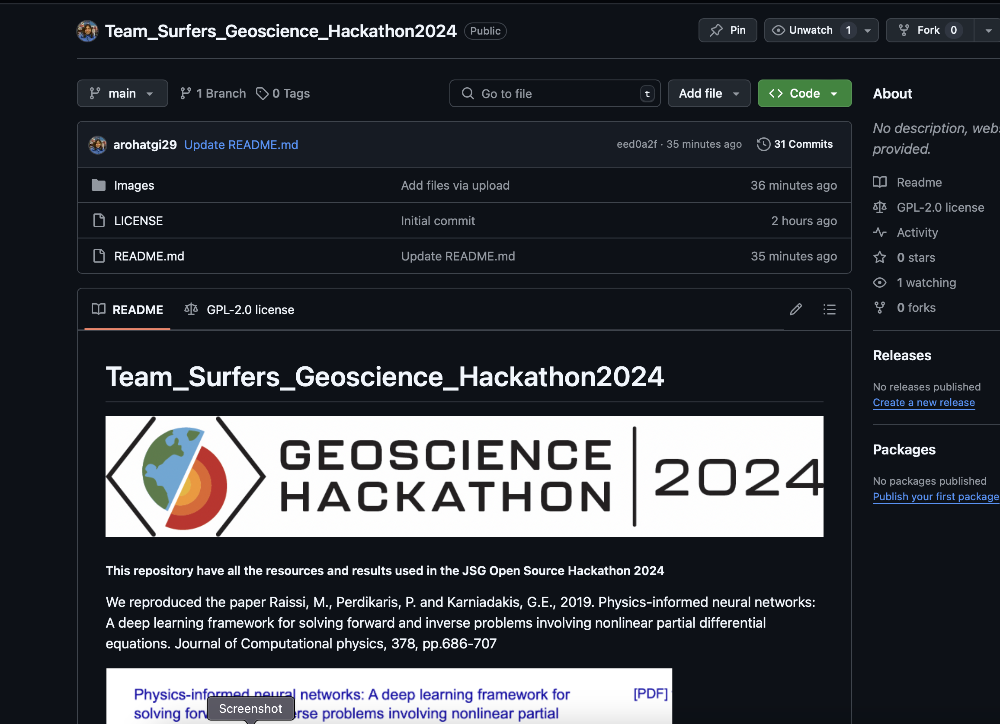 Team_Surfers_Geoscience_Hackathon2024 Public Pin Unwatch 1 Fork 0
main 1 Branch 0 Tags Go to file t Add file Code
arohatgi29 Update README.md eed0a2f · 35 minutes ago 31 Commits
Images Add files via upload 36 minutes ago
LICENSE Initial commit 2 hours ago
README.md Update README.md 35 minutes ago
README GPL-2.0 license
Team_Surfers_Geoscience_Hackathon2024
GEOSCIENCE
HACKATHON
2024
This repository have all the resources and results used in the JSG Open Source Hackathon 2024
We reproduced the paper Raissi, M., Perdikaris, P. and Karniadakis, G.E., 2019. Physics-informed neural networks:
A deep learning framework for solving forward and inverse problems involving nonlinear partial differential
equations. Journal of Computational physics, 378, pp.686-707
Physics-informed neural networks: A deep learning framework for [PDF]
solving problems involving nonlinear partial
Screenshot
About
No description,
provided.
Readme
GPL-2.0 license
Activity
0 stars
1 watching
0 forks
Releases
No releases published
Create a new release
Packages
No packages published
Publish your first package